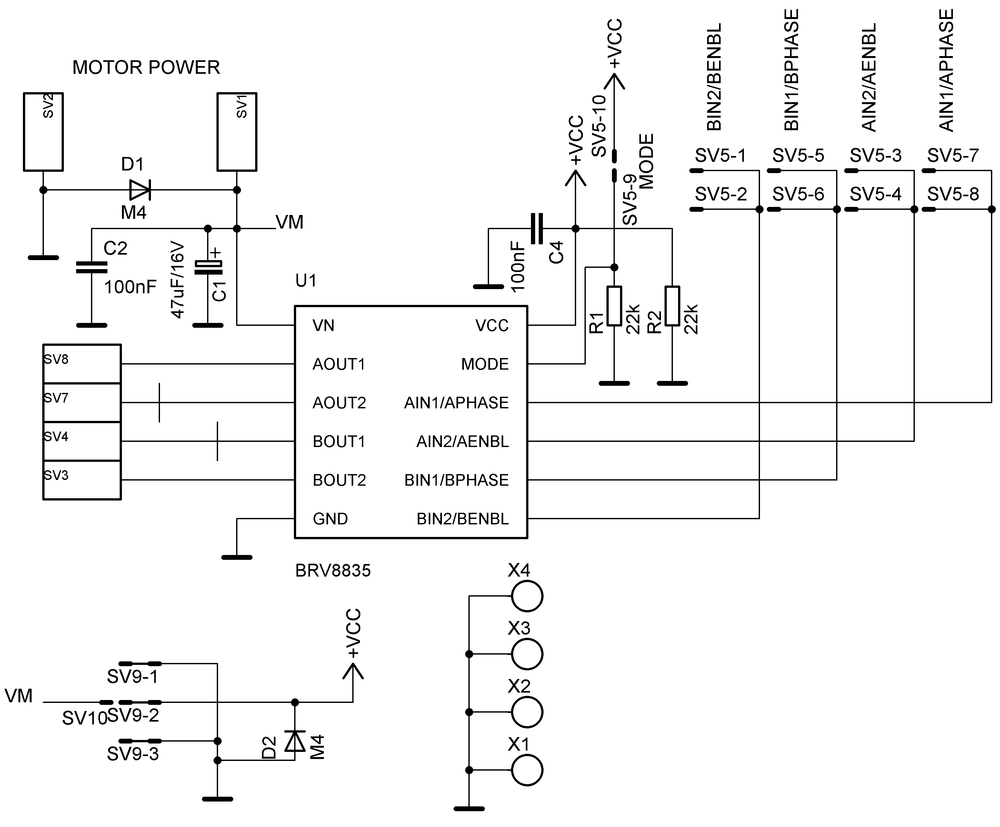 MOTOR POWER
SV2
SV1
D1
M4
VM
C2
100nF
47uF/16V
+
C1
+VCC
SV5-10
+VCC
MODE
SV5-9
100nF
C4
R1
22k
R2
22k
BIN2/BENBL
BIN1/BPHASE
AIN2/AENBL
AIN1/APHASE
SV5-1
SV5-5
SV5-3
SV5-7
SV5-2
SV5-6
SV5-4
SV5-8
U1
VN
VCC
SV8
AOUT1
MODE
SV7
AOUT2
AIN1/APHASE
SV4
BOUT1
AIN2/AENBL
SV3
BOUT2
BIN1/BPHASE
GND
BIN2/BENBL
BRV8835
X4
X3
X2
X1
+VCC
SV9-1
VM
SV10
SV9-2
SV9-3
D2
M4